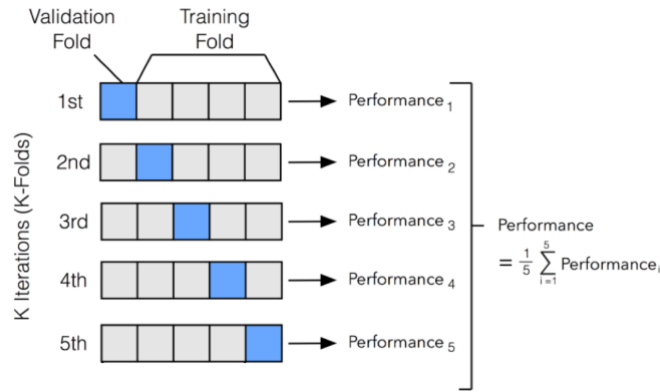 Validation
Fold
Training
Fold
K Iterations (K-Folds)
1st
Performance 1
2nd
Performance 2
3rd
Performance 3
4th
Performance 4
5th
Performance 5
Performance
= 1/5 5∑i=1 Performance i